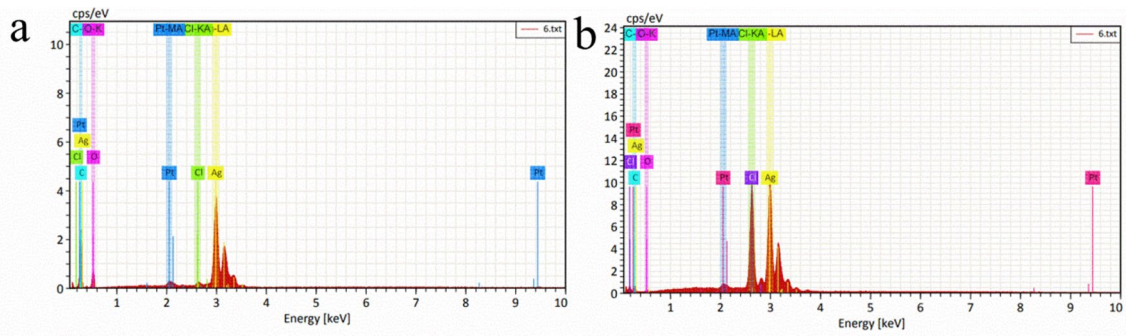 a
cps/eV
C- O-K Pt-MA Cl-KA -LA
6.txt
10
8
6
4
2
0
Pt
Ag
Cl O
C Pt Cl Ag Pt
1 2 3 4 5 6 7 8 9 10
Energy [keV]
b
cps/eV
C- O-K Pt-MA Cl-KA -LA
6.txt
24
22
20
18
16
14
12
10
8
6
4
2
0
Pt
Ag
Cl O
C Pt Cl Ag Pt
1 2 3 4 5 6 7 8 9 10
Energy [keV]